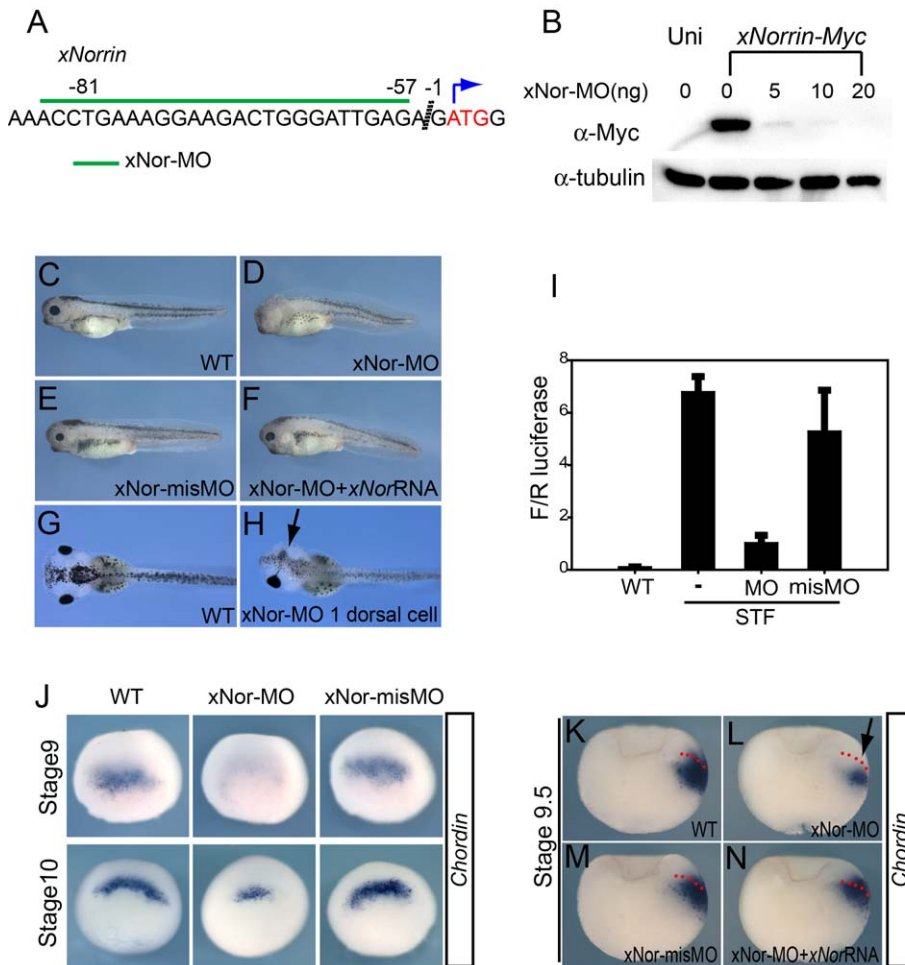 A
xNorrin
-81 -57 -1
AAACCTGAAAGGAAGACTGGGATTGAGA G ATGG
xNor-MO
B
Uni xNorrin-Myc
xNor-MO(ng) 0 0 5 10 20
α-Myc
α-tubulin
C WT
D xNor-MO
E xNor-misMO
F xNor-MO+xNorRNA
G WT
H xNor-MO 1 dorsal cell
I
F/R luciferase
8
6
4
2
0
WT - MO misMO
STF
J WT xNor-MO xNor-misMO
Stage9
Stage10
Chordin
Stage 9.5
K WT
L xNor-MO
M xNor-misMO
N xNor-MO+xNorRNA
Chordin